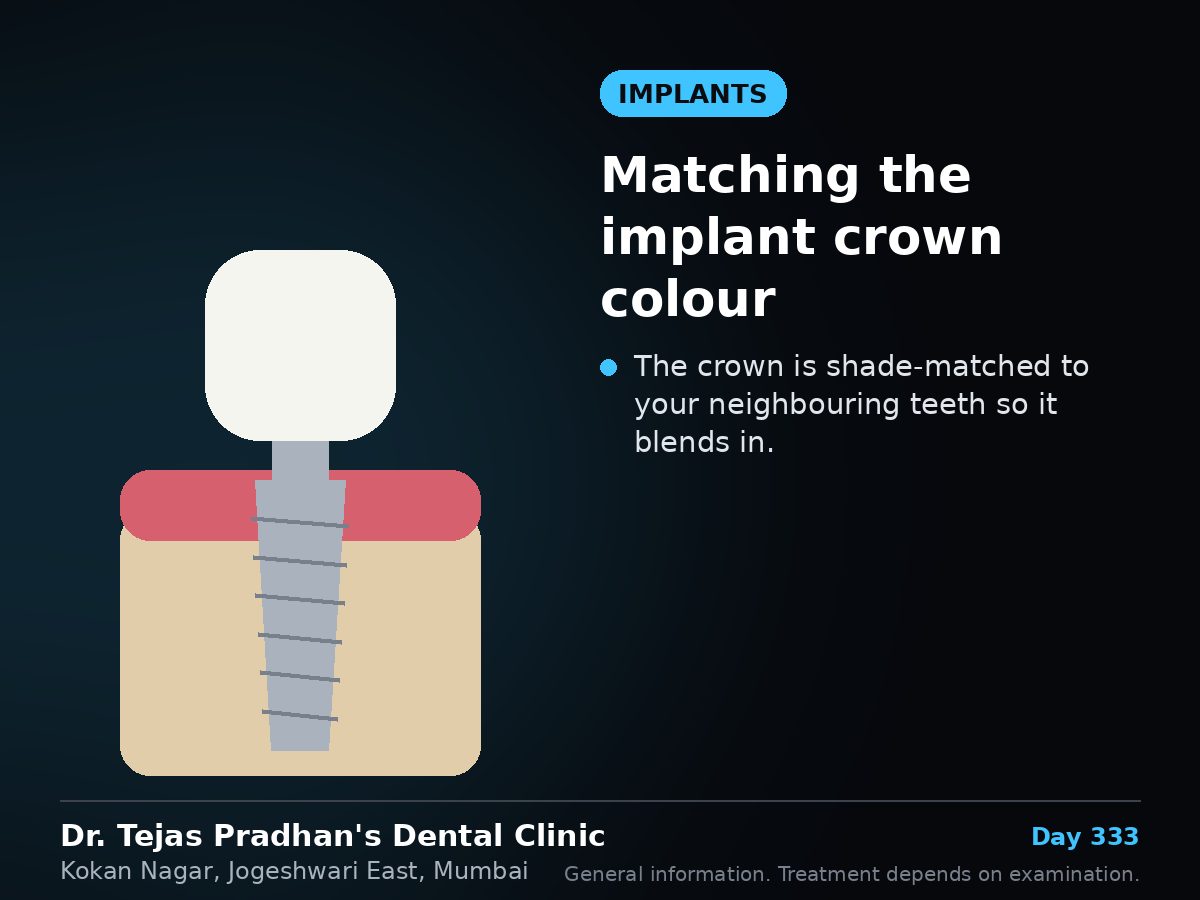 IMPLANTS
Matching the
implant crown
colour
The crown is shade-matched to
your neighbouring teeth so it
blends in.
Dr. Tejas Pradhan's Dental Clinic
Day 333
Kokan Nagar, Jogeshwari East, Mumbai
General information. Treatment depends on examination.